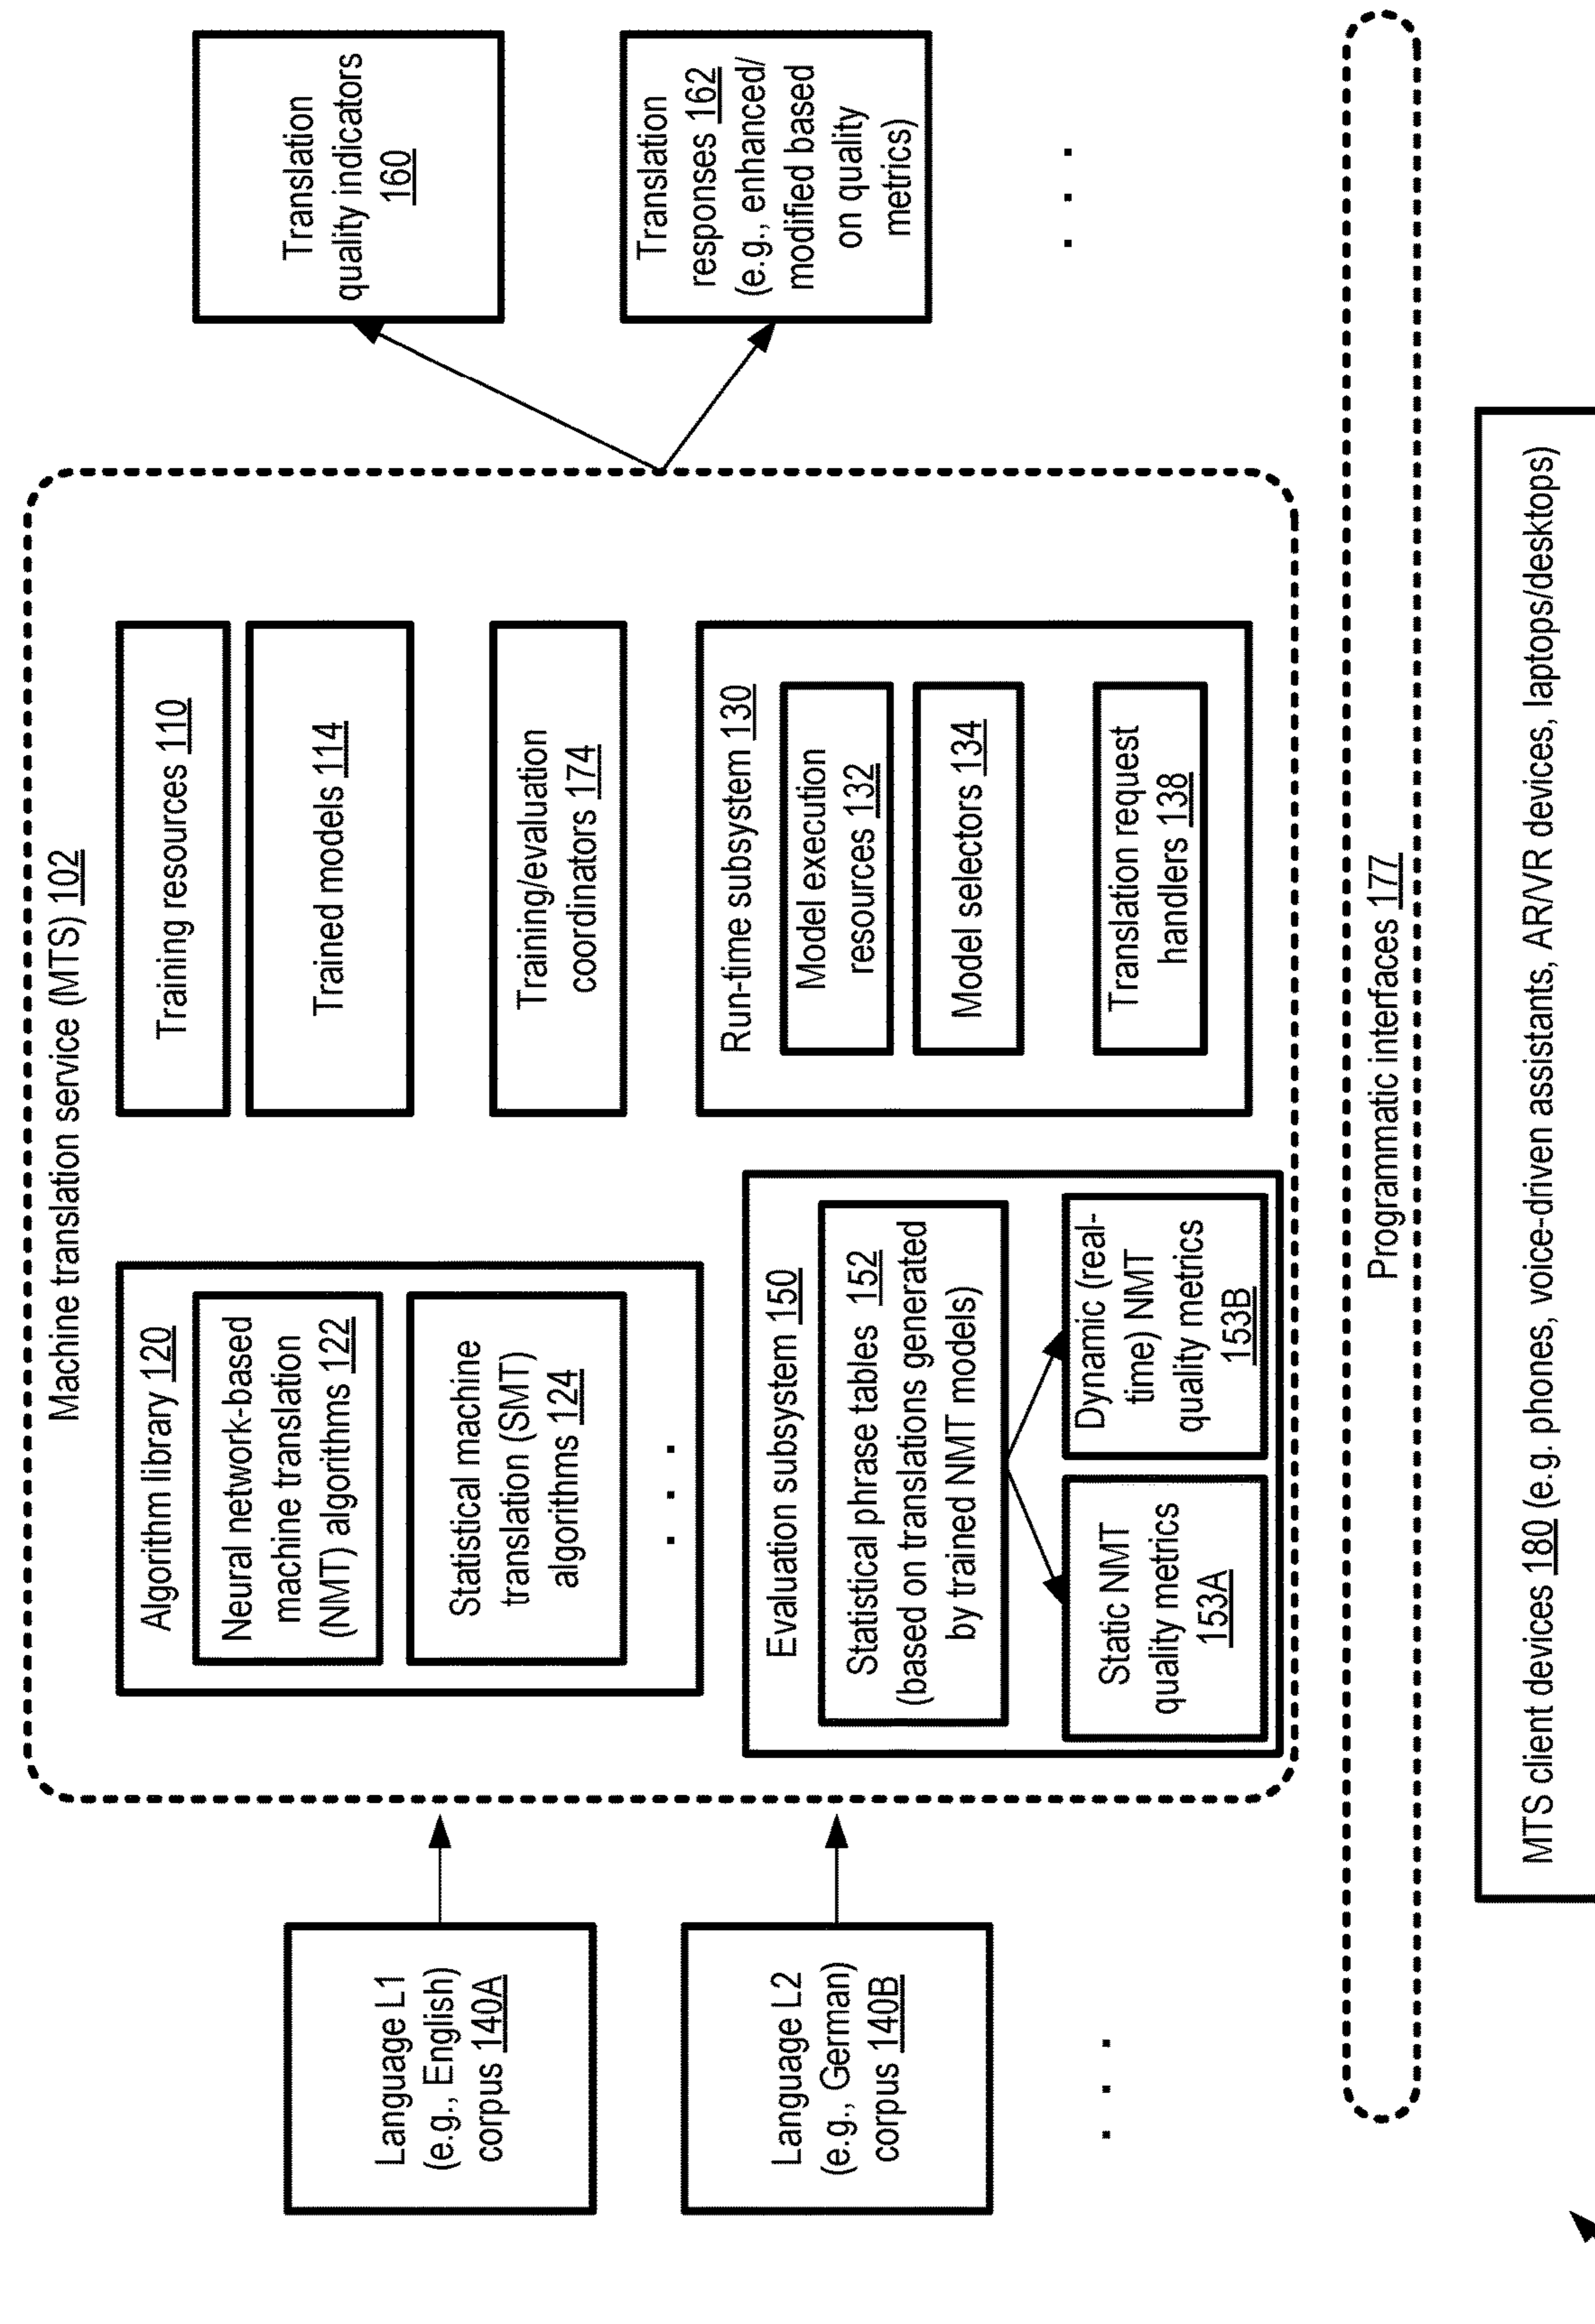 Machine translation service (MTS) 102
Language L1
(e.g., English)
corpus 140A
Language L2
(e.g., German)
corpus 140B
. . .
Algorithm library 120
Neural network-based
machine translation
(NMT) algorithms 122
Statistical machine
translation (SMT)
algorithms 124
. . .
Evaluation subsystem 150
Statistical phrase tables 152
(based on translations generated
by trained NMT models)
Static NMT
quality metrics
153A
Dynamic (real-
time) NMT
quality metrics
153B
Training resources 110
Trained models 114
Training/evaluation
coordinators 174
Run-time subsystem 130
Model execution
resources 132
Model selectors 134
Translation request
handlers 138
Translation
quality indicators
160
Translation
responses 162
(e.g., enhanced/
modified based
on quality
metrics)
. . .
Programmatic interfaces 177
MTS client devices 180 (e.g. phones, voice-driven assistants, AR/VR devices, laptops/desktops)